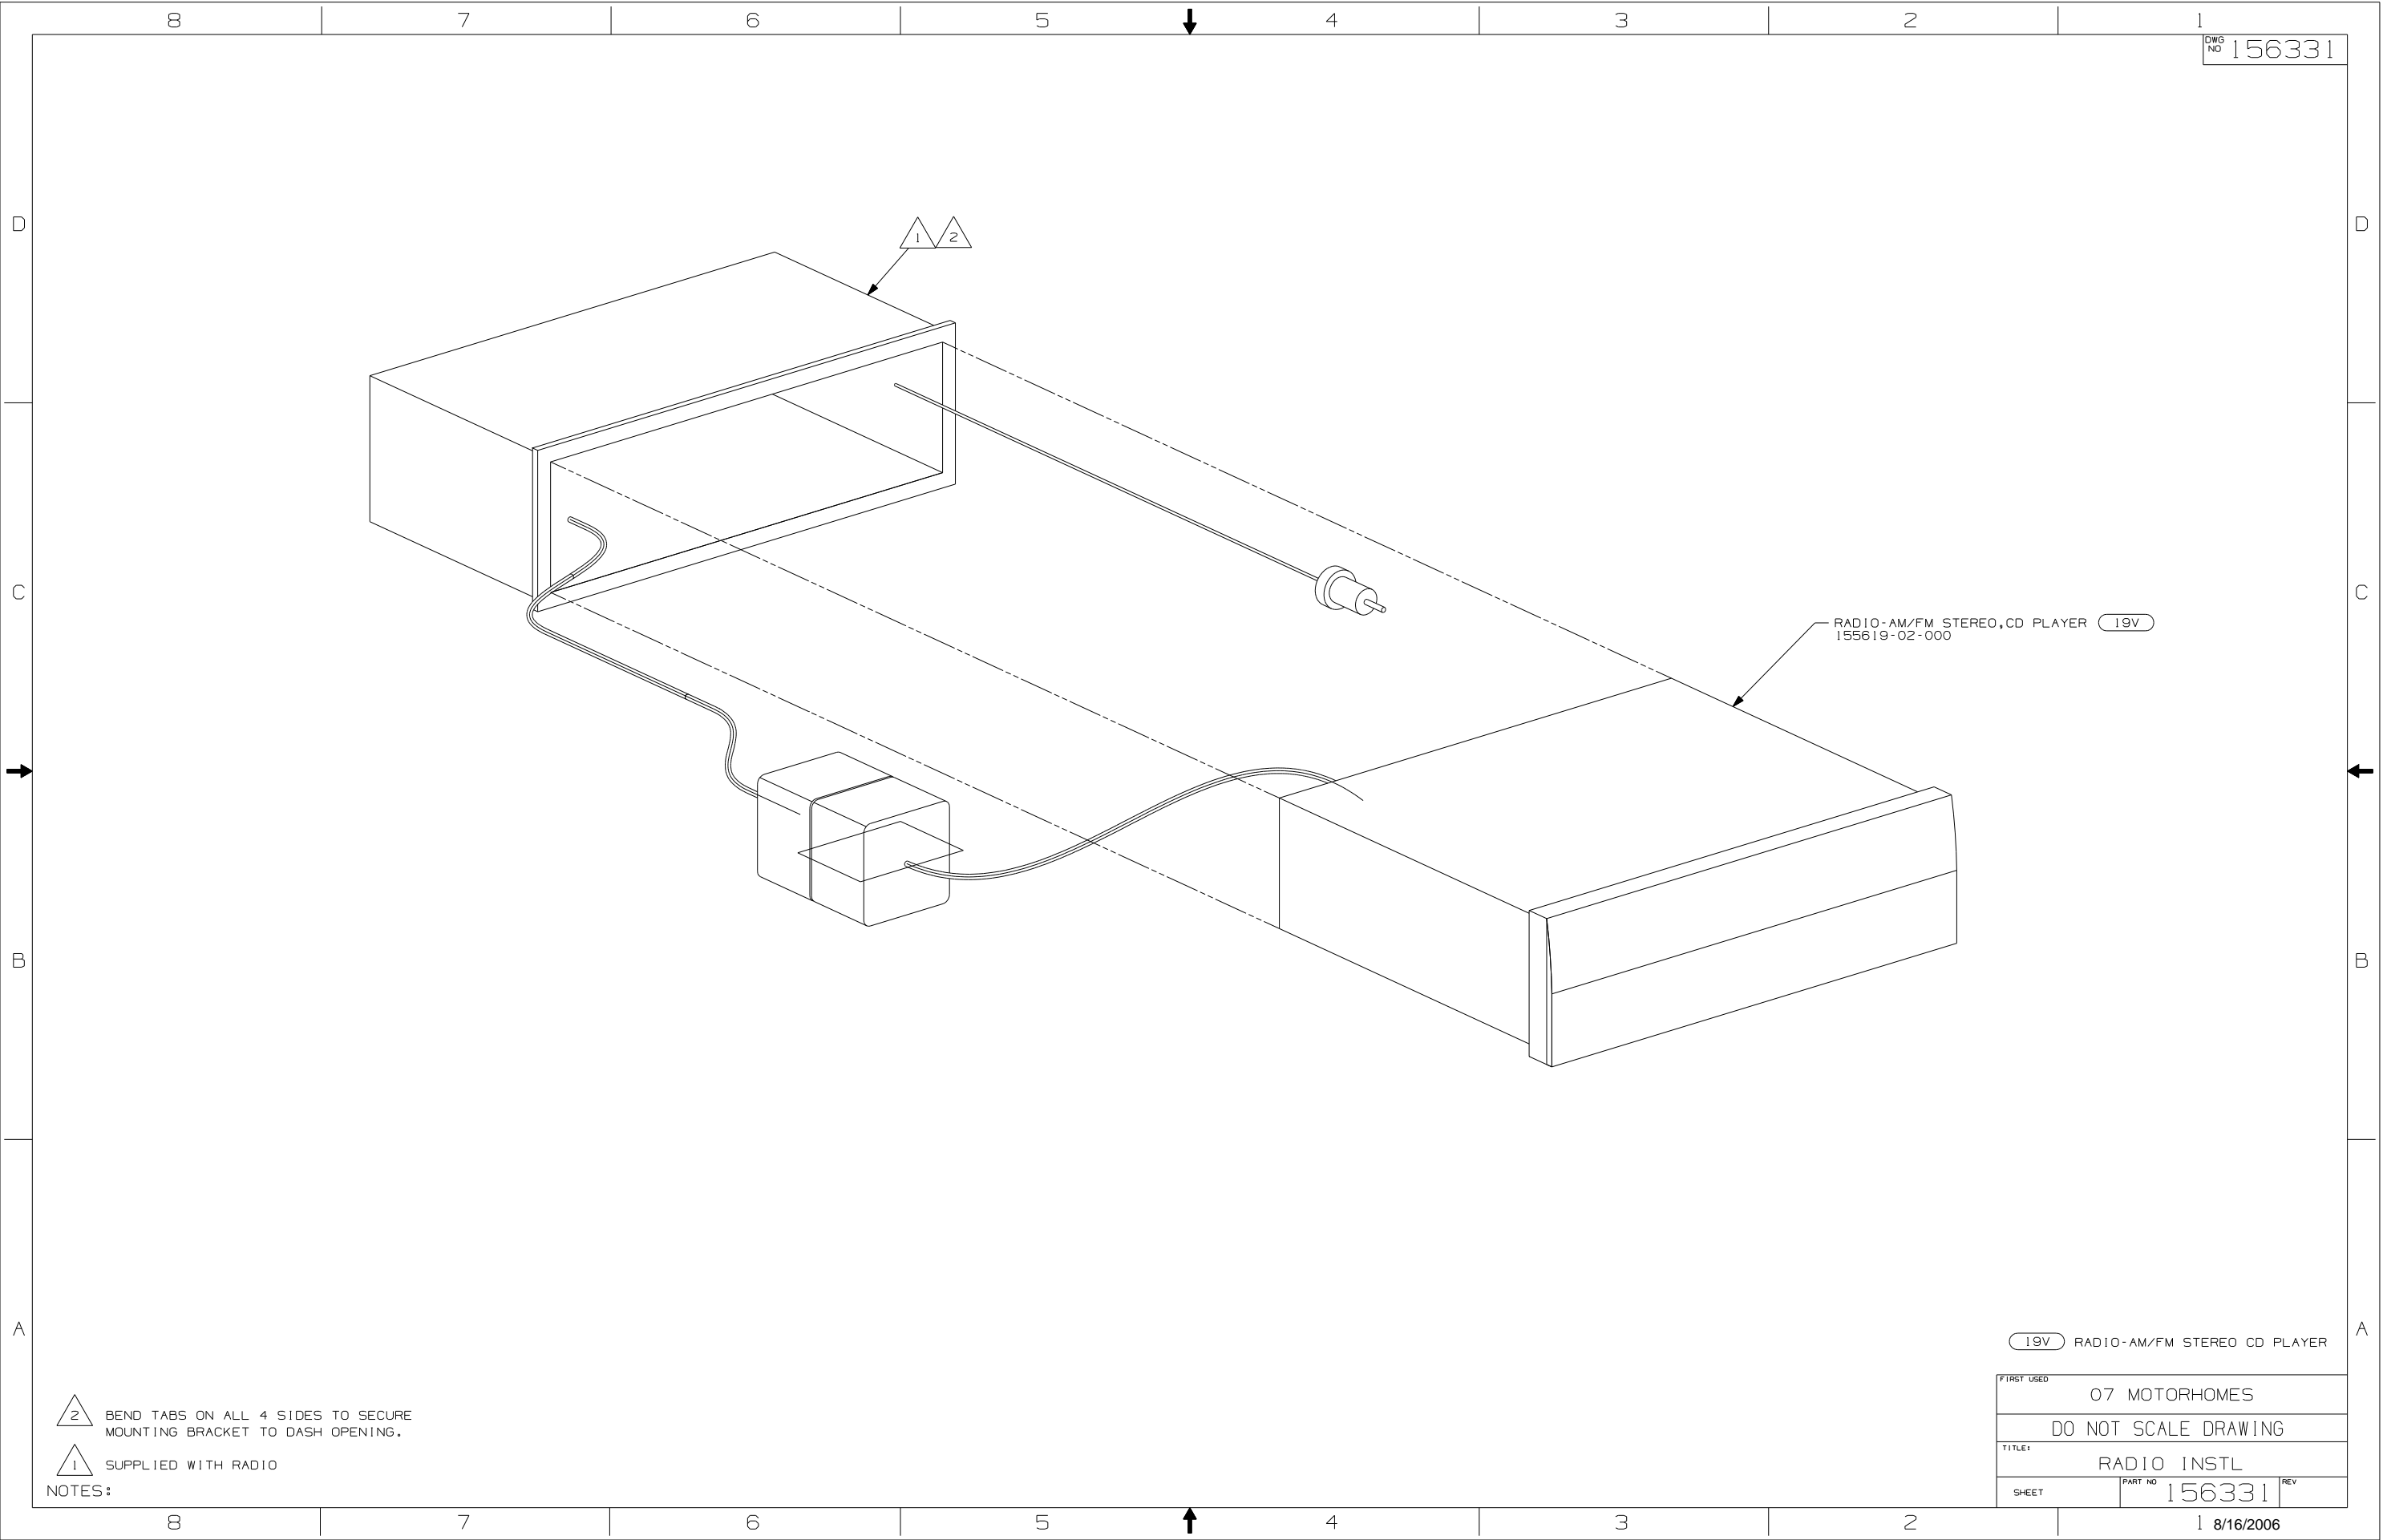 8 7 6 5 4 3 2 1
DWG NO 156331
D D
1 2
C C
RADIO-AM/FM STEREO,CD PLAYER 19V
155619-02-000
B B
A A
19V RADIO-AM/FM STEREO CD PLAYER
2 BEND TABS ON ALL 4 SIDES TO SECURE
MOUNTING BRACKET TO DASH OPENING.
1 SUPPLIED WITH RADIO
NOTES:
FIRST USED
07 MOTORHOMES
DO NOT SCALE DRAWING
TITLE:
RADIO INSTL
SHEET PART NO 156331 REV
8 7 6 5 4 3 2 1 8/16/2006